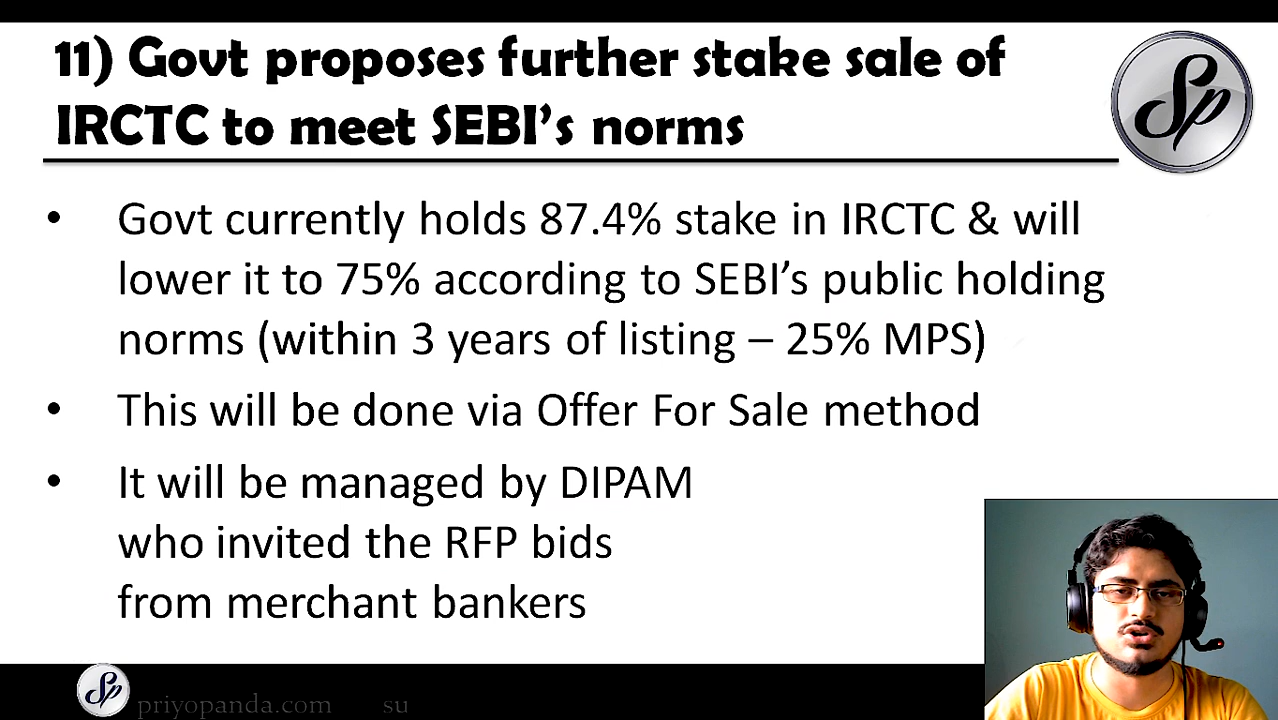 11) Govt proposes further stake sale of
IRCTC to meet SEBI’s norms
Sp
• Govt currently holds 87.4% stake in IRCTC & will
lower it to 75% according to SEBI’s public holding
norms (within 3 years of listing – 25% MPS)
• This will be done via Offer For Sale method
• It will be managed by DIPAM
who invited the RFP bids
from merchant bankers
Sp priyopanda.com su